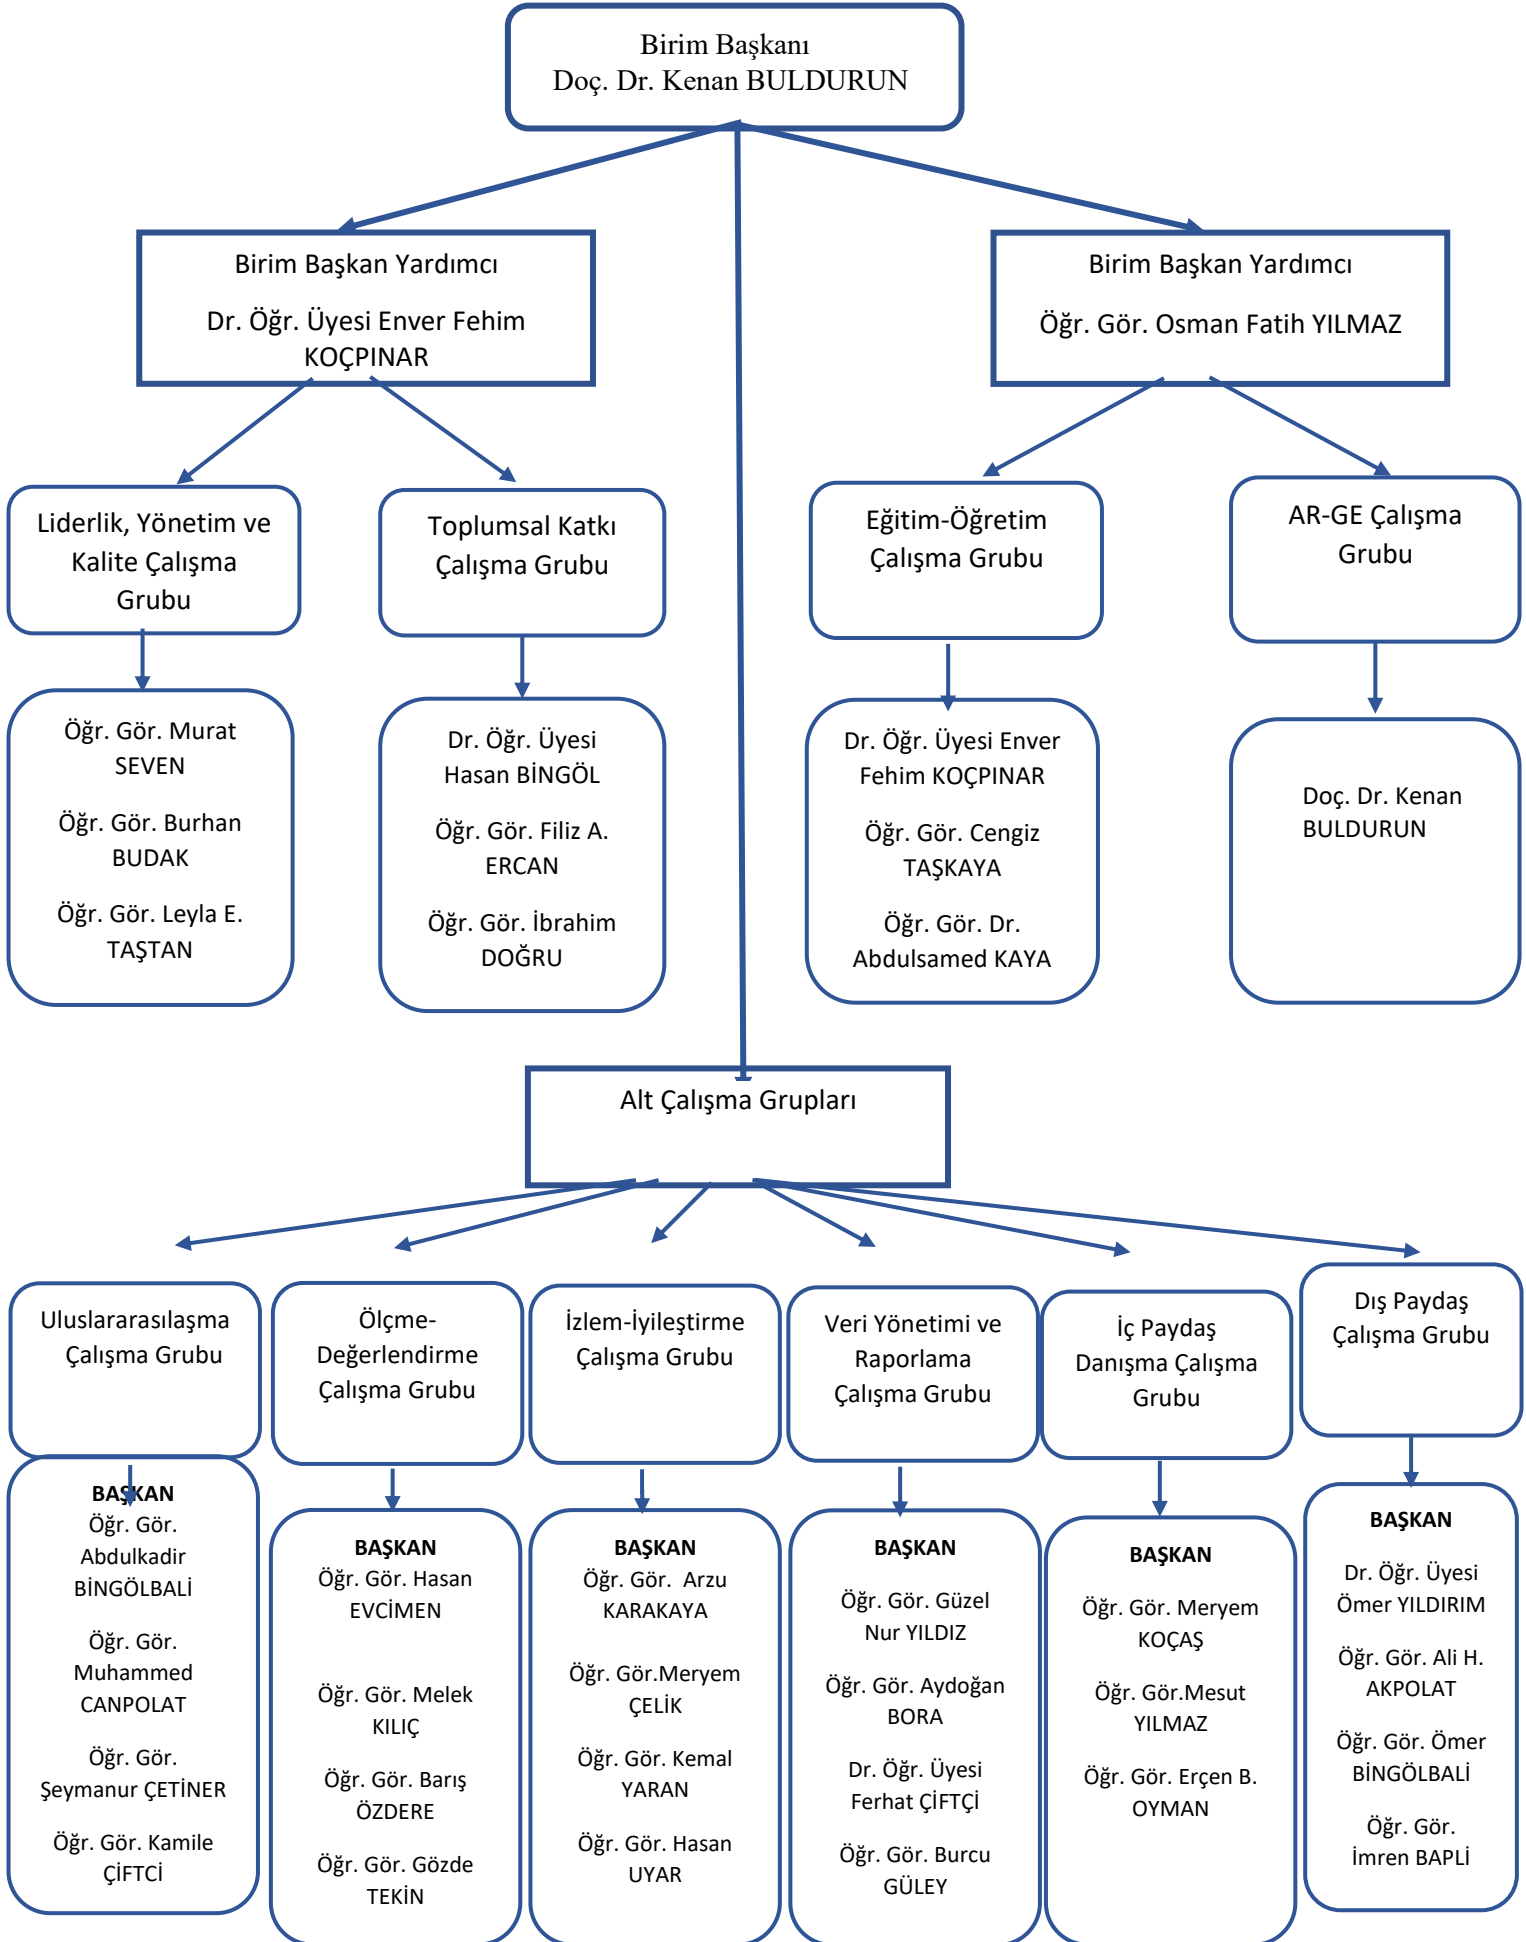 Birim Başkanı
Doç. Dr. Kenan BULDURUN
Birim Başkan Yardımcı
Dr. Öğr. Üyesi Enver Fehim
KOÇPINAR
Birim Başkan Yardımcı
Öğr. Gör. Osman Fatih YILMAZ
Liderlik, Yönetim ve
Kalite Çalışma
Grubu
Toplumsal Katkı
Çalışma Grubu
Eğitim-Öğretim
Çalışma Grubu
AR-GE Çalışma
Grubu
Öğr. Gör. Murat
SEVEN
Öğr. Gör. Burhan
BUDAK
Öğr. Gör. Leyla E.
TAŞTAN
Dr. Öğr. Üyesi
Hasan BİNGÖL
Öğr. Gör. Filiz A.
ERCAN
Öğr. Gör. İbrahim
DOĞRU
Dr. Öğr. Üyesi Enver
Fehim KOÇPINAR
Öğr. Gör. Cengiz
TAŞKAYA
Öğr. Gör. Dr.
Abdulsamed KAYA
Doç. Dr. Kenan
BULDURUN
Alt Çalışma Grupları
Uluslararasılaşma
Çalışma Grubu
Ölçme-
Değerlendirme
Çalışma Grubu
İzlem-İyileştirme
Çalışma Grubu
Veri Yönetimi ve
Raporlama
Çalışma Grubu
İç Paydaş
Danışma Çalışma
Grubu
Dış Paydaş
Çalışma Grubu
BAŞKAN
Öğr. Gör.
Abdulkadir
BİNGÖLBALİ
Öğr. Gör.
Muhammed
CANPOLAT
Öğr. Gör.
Şeymanur ÇETİNER
Öğr. Gör. Kamile
ÇİFTCİ
BAŞKAN
Öğr. Gör. Hasan
EVCİMEN
Öğr. Gör. Melek
KILIÇ
Öğr. Gör. Barış
ÖZDERE
Öğr. Gör. Gözde
TEKİN
BAŞKAN
Öğr. Gör. Arzu
KARAKAYA
Öğr. Gör.Meryem
ÇELİK
Öğr. Gör. Kemal
YARAN
Öğr. Gör. Hasan
UYAR
BAŞKAN
Öğr. Gör. Güzel
Nur YILDIZ
Öğr. Gör. Aydoğan
BORA
Dr. Öğr. Üyesi
Ferhat ÇİFTÇİ
Öğr. Gör. Burcu
GÜLEY
BAŞKAN
Öğr. Gör. Meryem
KOÇAŞ
Öğr. Gör.Mesut
YILMAZ
Öğr. Gör. Erçen B.
OYMAN
BAŞKAN
Dr. Öğr. Üyesi
Ömer YILDIRIM
Öğr. Gör. Ali H.
AKPOLAT
Öğr. Gör. Ömer
BİNGÖLBALİ
Öğr. Gör.
İmren BAPLİ